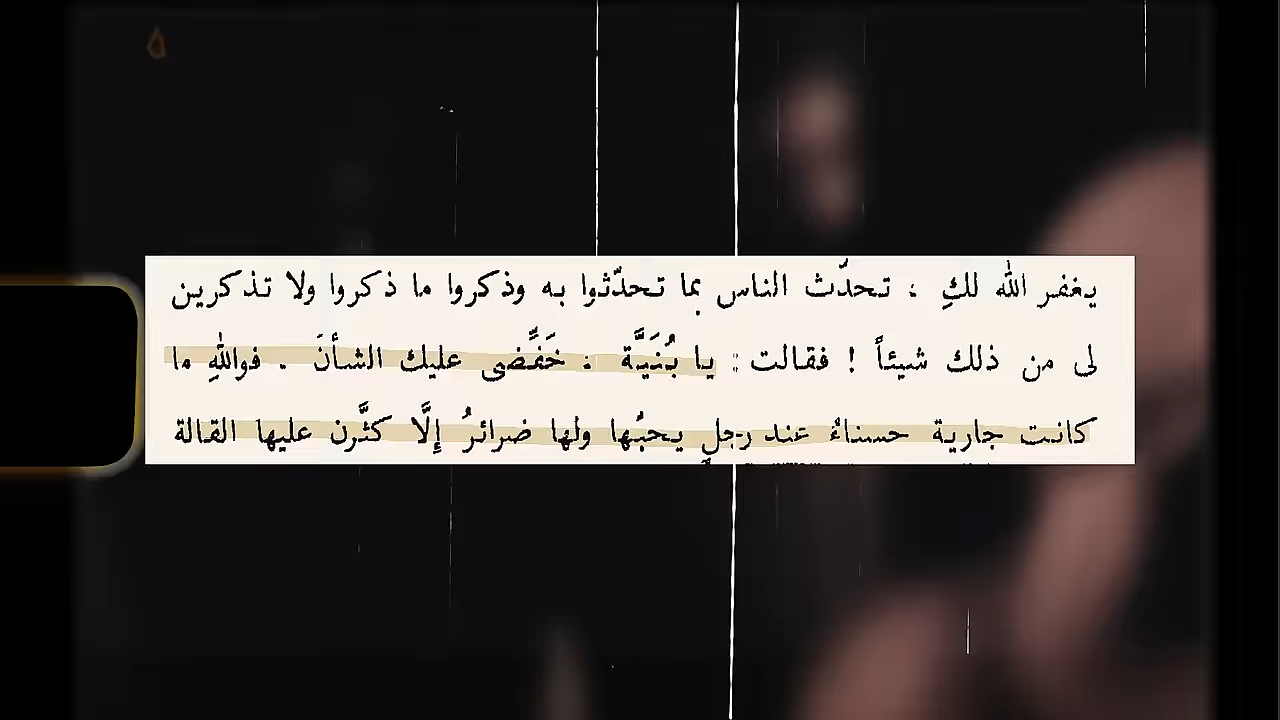 يغفر الله لكِ ، تحدّث الناس بما تحدّثوا به وذكروا ما ذكروا ولا تذكرين
لى من ذلك شيئاً ! فقالت : يا بُنَيَّة : خَفِّضى عليك الشأنَ . فواللهِ ما
كانت جارية حسناءُ عند رجلٍ يحبُها ولها ضرائرُ إلَّا كثَّرن عليها القالة